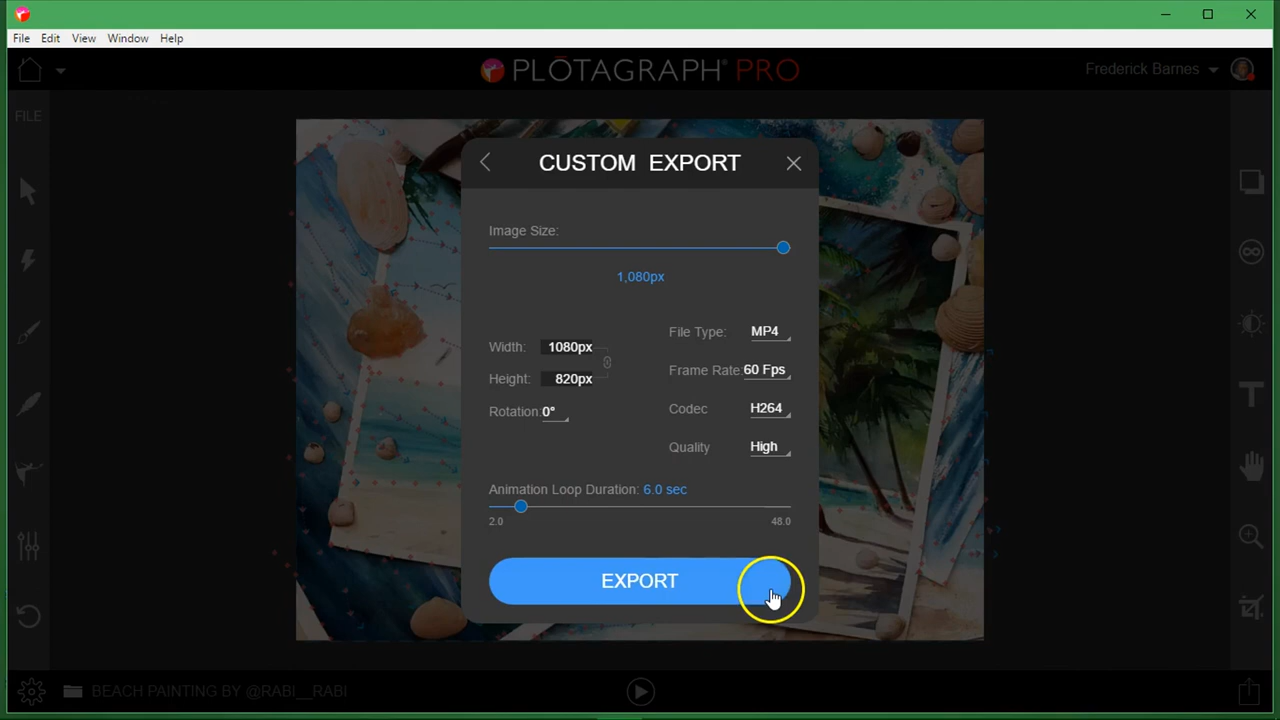 File Edit View Window Help
PLŌTAGRAPH® PRO
Frederick Barnes
FILE
CUSTOM EXPORT
Image Size:
1,080px
Width: 1080px
Height: 820px
Rotation: 0°
File Type: MP4
Frame Rate: 60 Fps
Codec H264
Quality High
Animation Loop Duration: 6.0 sec
2.0 48.0
EXPORT
BEACH PAINTING BY @RABI__RABI